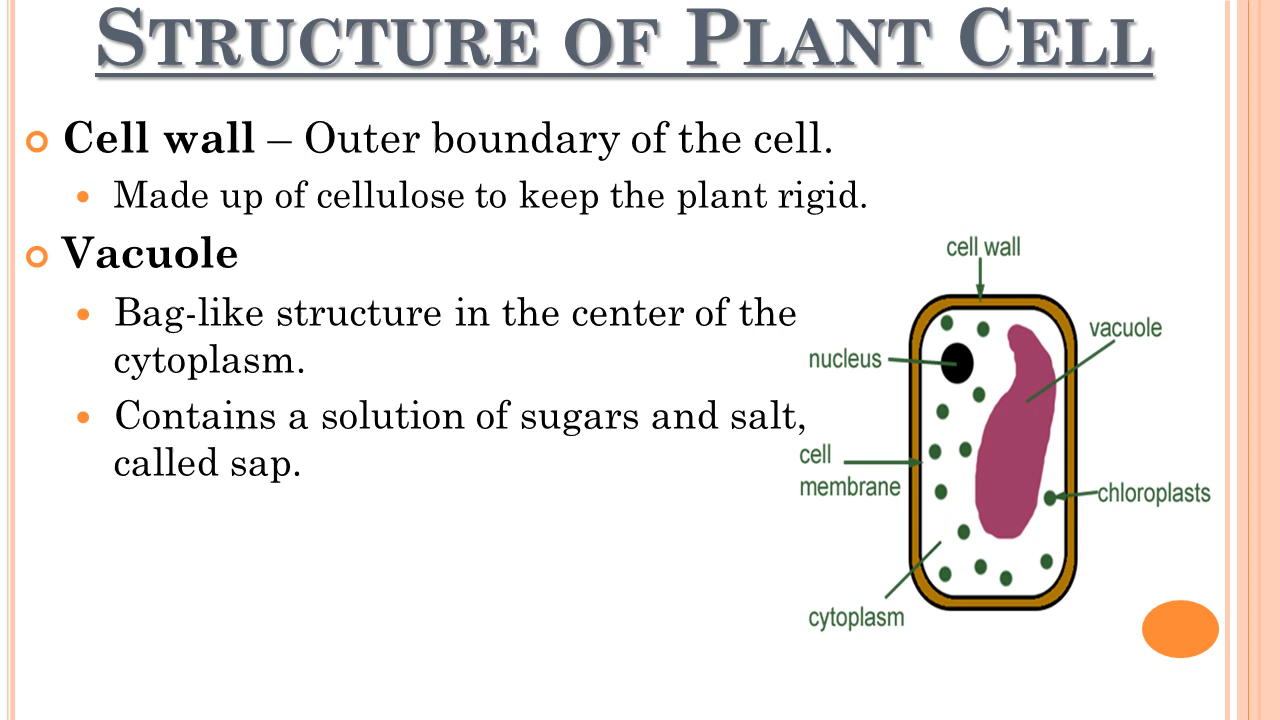 STRUCTURE OF PLANT CELL
Cell wall – Outer boundary of the cell.
Made up of cellulose to keep the plant rigid.
Vacuole
Bag-like structure in the center of the
cytoplasm.
Contains a solution of sugars and salt,
called sap.
cell wall
vacuole
nucleus
cell
membrane
chloroplasts
cytoplasm